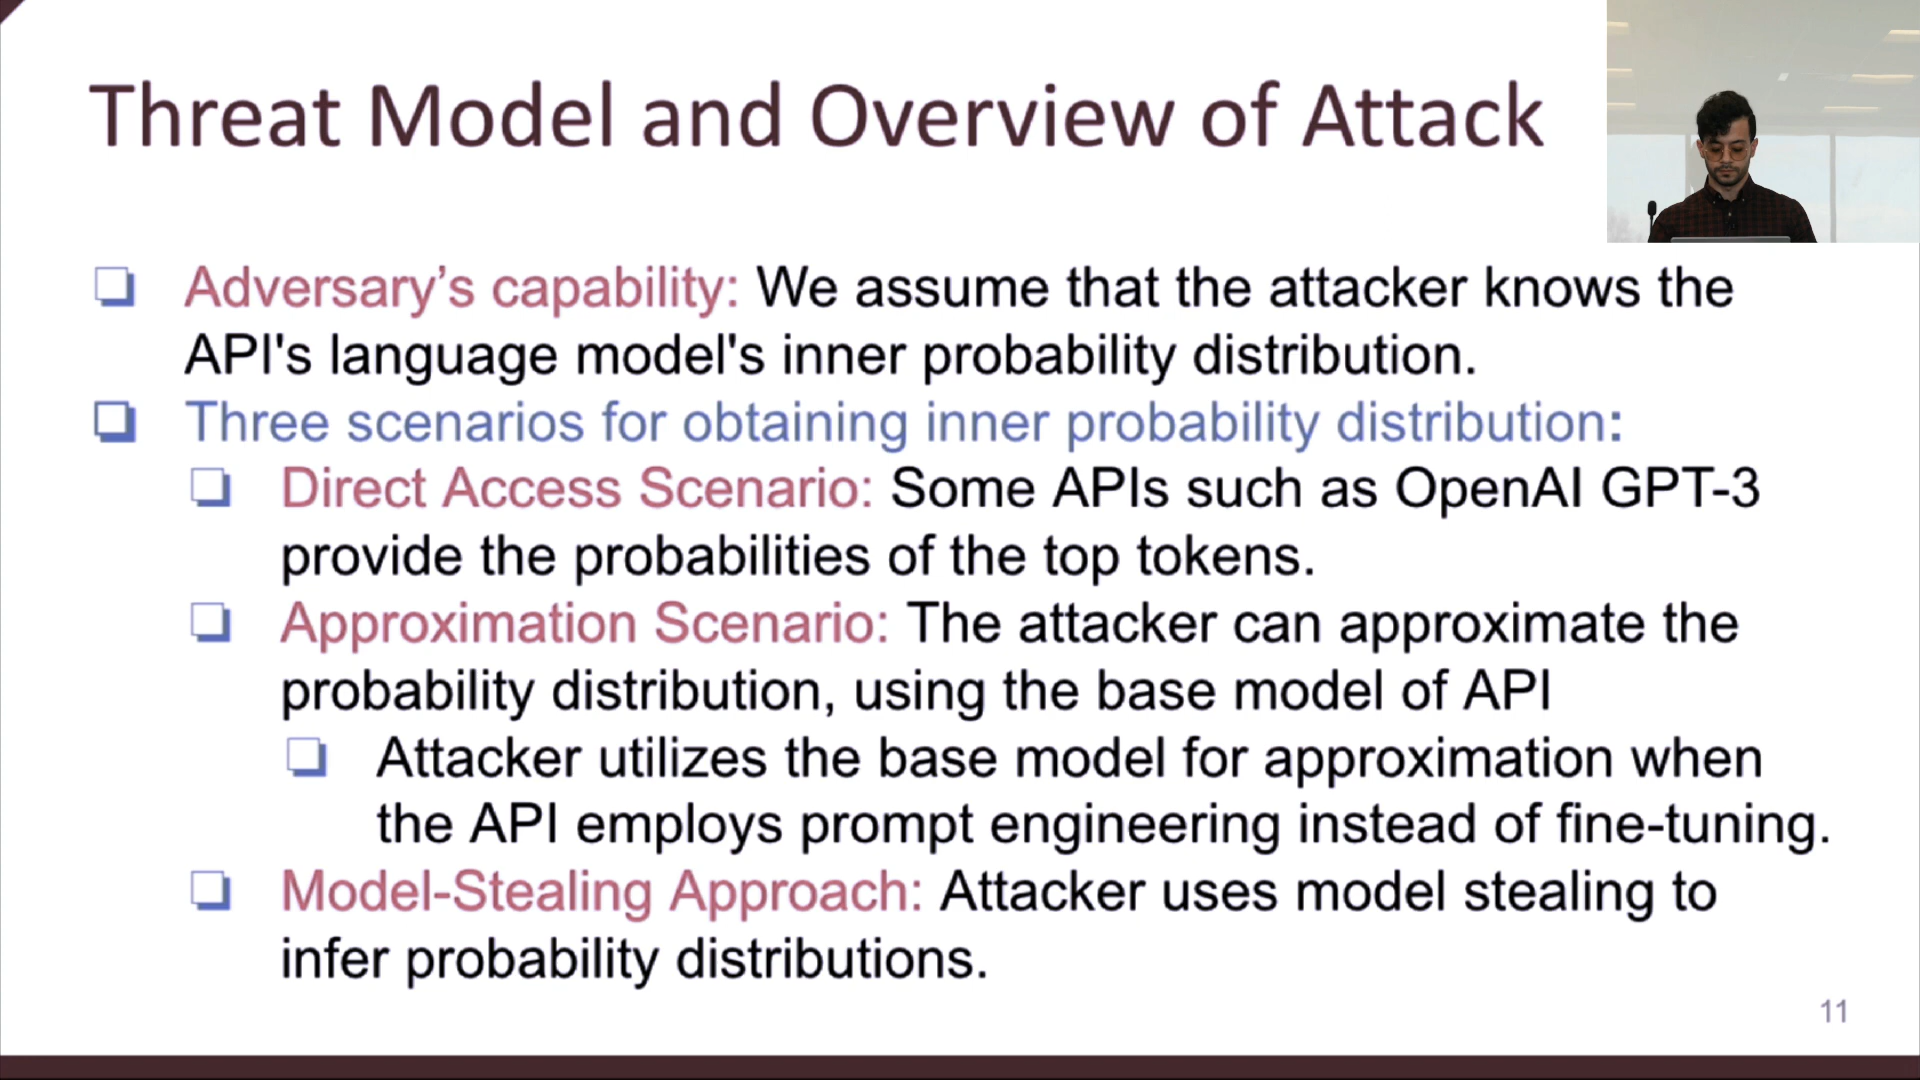 Threat Model and Overview of Attack
Adversary’s capability: We assume that the attacker knows the
API's language model's inner probability distribution.
Three scenarios for obtaining inner probability distribution:
Direct Access Scenario: Some APIs such as OpenAI GPT-3
provide the probabilities of the top tokens.
Approximation Scenario: The attacker can approximate the
probability distribution, using the base model of API
Attacker utilizes the base model for approximation when
the API employs prompt engineering instead of fine-tuning.
Model-Stealing Approach: Attacker uses model stealing to
infer probability distributions.
11